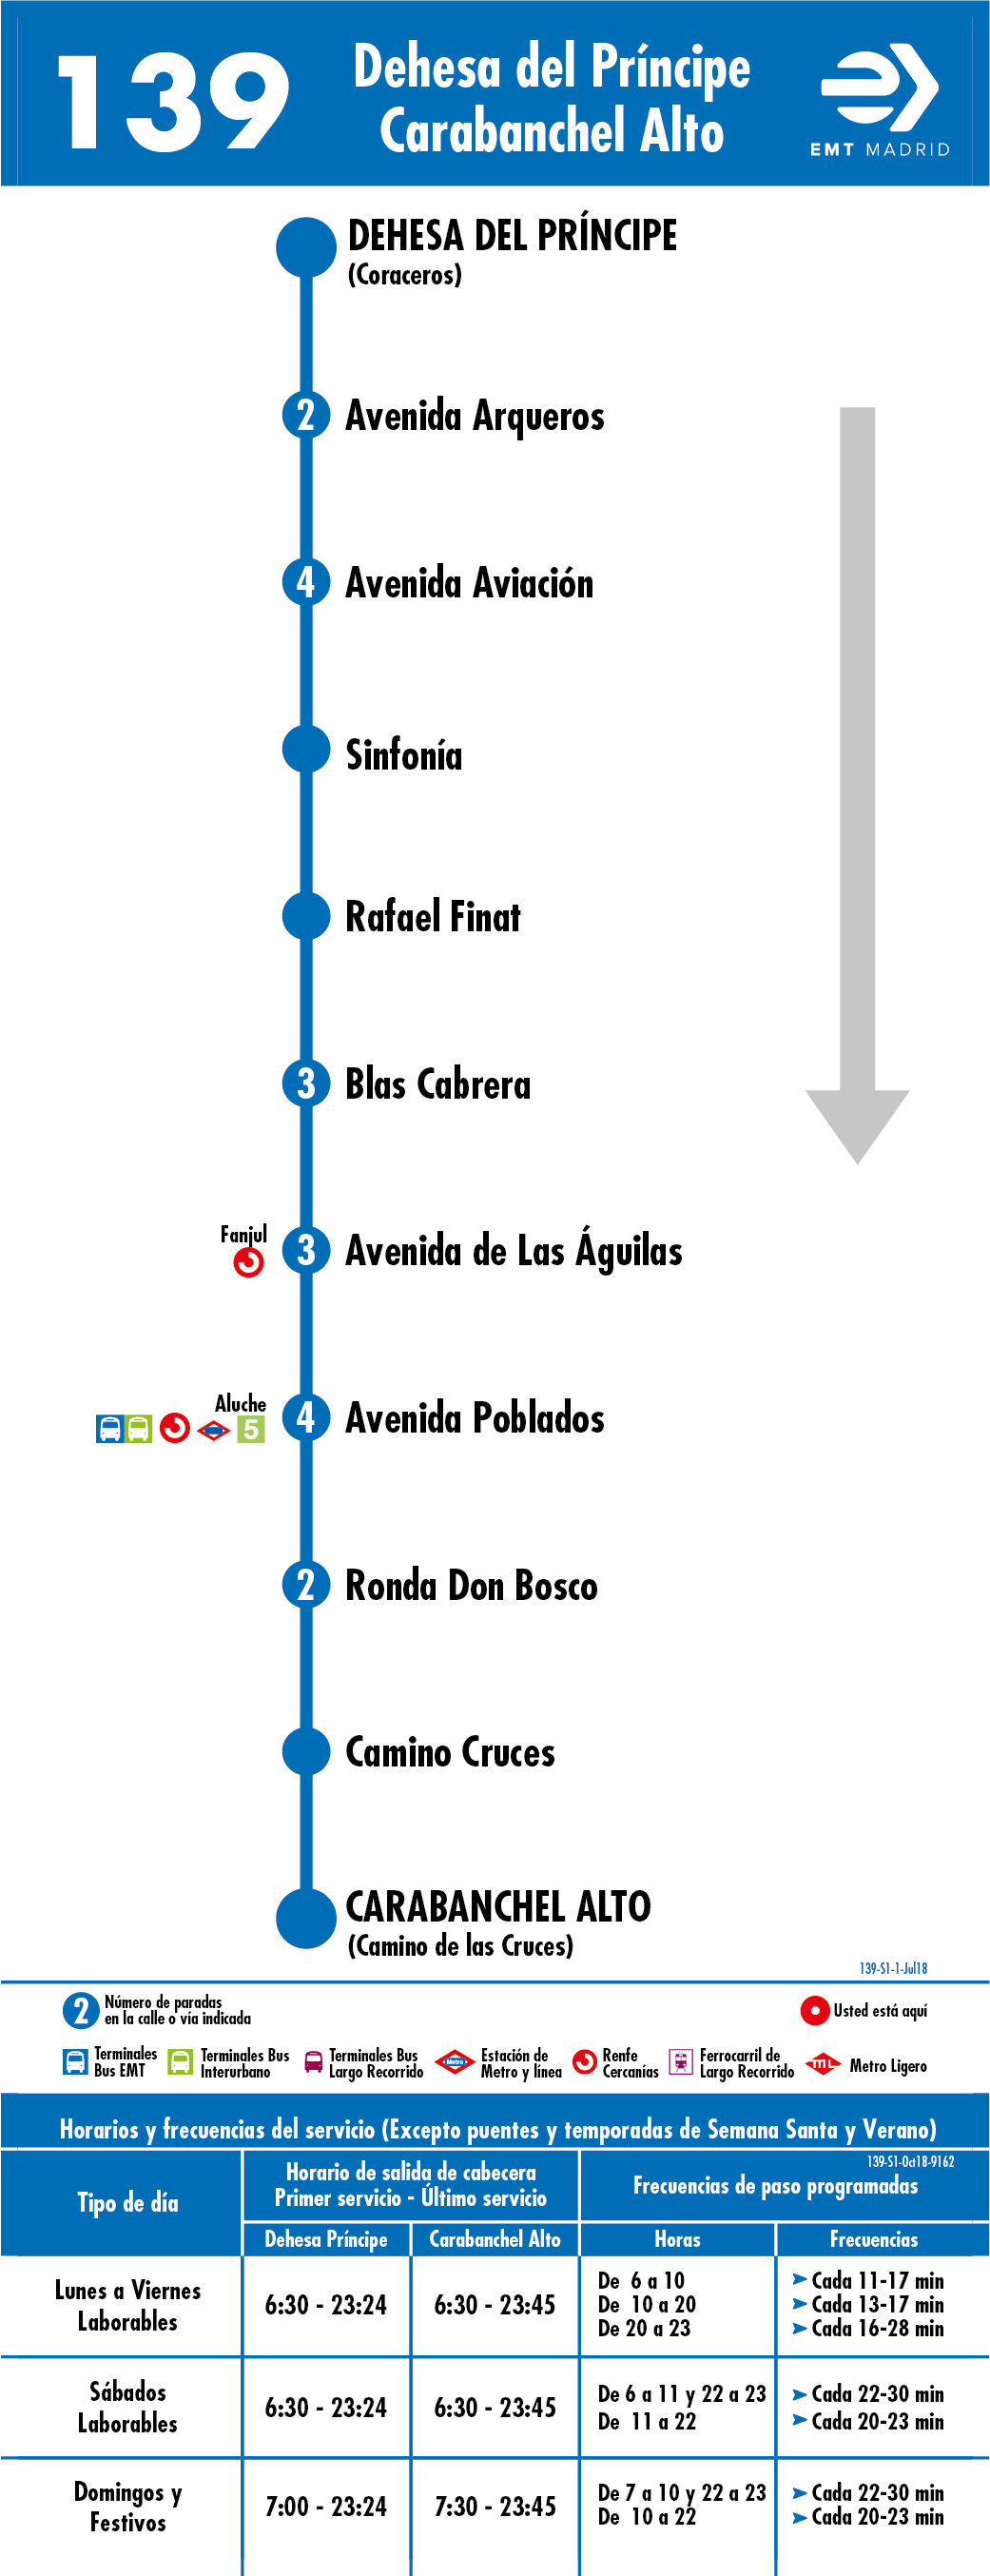 139
Dehesa del Príncipe
Carabanchel Alto
EMT MADRID
DEHESA DEL PRÍNCIPE
(Coraceros)
2 Avenida Arqueros
4 Avenida Aviación
Sinfonía
Rafael Finat
3 Blas Cabrera
Fanjul
3 Avenida de Las Águilas
Aluche
5
4 Avenida Poblados
2 Ronda Don Bosco
Camino Cruces
CARABANCHEL ALTO
(Camino de las Cruces)
139-S1-1-Jul18
2 Número de paradas
en la calle o vía indicada
Usted está aquí
Terminales
Bus EMT
Terminales Bus
Interurbano
Terminales Bus
Largo Recorrido
Metro
Estación de
Metro y línea
Renfe
Cercanías
Ferrocarril de
Largo Recorrido
ML
Metro Ligero
Horarios y frecuencias del servicio (Excepto puentes y temporadas de Semana Santa y Verano)
139-S1-Oct18-9162
Tipo de día
Horario de salida de cabecera
Primer servicio - Último servicio
Frecuencias de paso programadas
Dehesa Príncipe Carabanchel Alto Horas Frecuencias
Lunes a Viernes
Laborables
6:30 - 23:24 6:30 - 23:45
De 6 a 10 Cada 11-17 min
De 10 a 20 Cada 13-17 min
De 20 a 23 Cada 16-28 min
Sábados
Laborables
6:30 - 23:24 6:30 - 23:45
De 6 a 11 y 22 a 23 Cada 22-30 min
De 11 a 22 Cada 20-23 min
Domingos y
Festivos
7:00 - 23:24 7:30 - 23:45
De 7 a 10 y 22 a 23 Cada 22-30 min
De 10 a 22 Cada 20-23 min